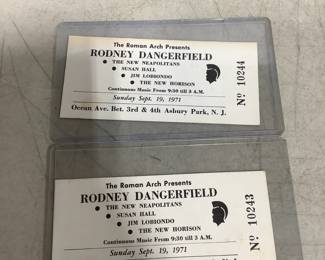 The Roman Arch Presents
RODNEY DANGERFIELD
• THE NEW NEAPOLITANS
• SUSAN HALL
• JIM LOBIONDO
• THE NEW HORISON
Continuous Music From 9:30 till 3 A.M.
Sunday Sept. 19, 1971
Ocean Ave. Bet. 3rd & 4th Asbury Park, N. J.
Nº 10244
The Roman Arch Presents
RODNEY DANGERFIELD
• THE NEW NEAPOLITANS
• SUSAN HALL
• JIM LOBIONDO
• THE NEW HORISON
Continuous Music From 9:30 till 3 A.M.
Sunday Sept. 19, 1971
Nº 10243